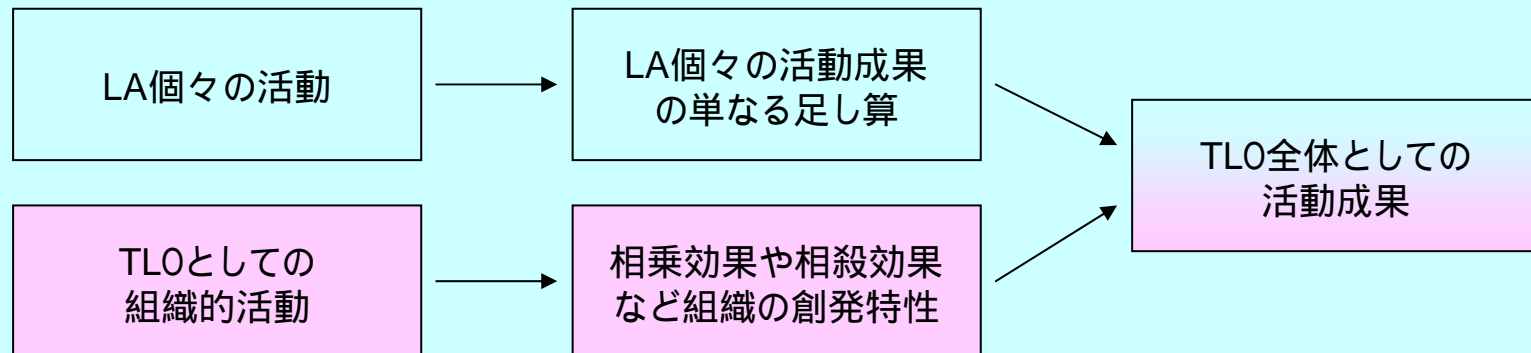 LA個々の活動
LA個々の活動成果
の単なる足し算
TLO全体としての
活動成果
TLOとしての
組織的活動
相乗効果や相殺効果
など組織の創発特性